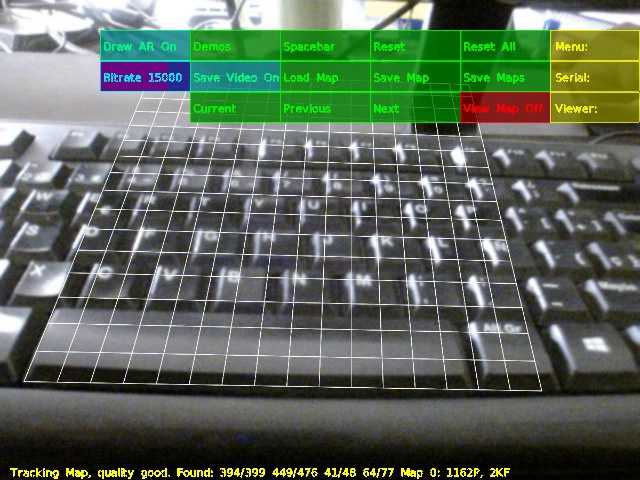 Draw AR On Demos Spacebar Reset Reset All Menu:
Bitrate 15000 Save Video On Load Map Save Map Save Maps Serial:
Current Previous Next View Map Off Viewer:
U I
S D F G H J K L
X C V B N M
Alt Gr
Tracking Map, quality good. Found: 394/399 449/476 41/48 64/77 Map 0: 1162P, 2KF